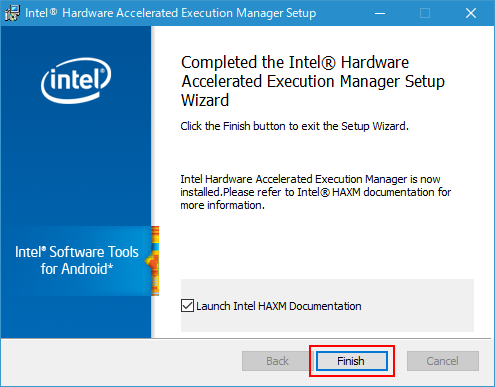 Intel® Hardware Accelerated Execution Manager Setup
intel
Completed the Intel® Hardware
Accelerated Execution Manager Setup
Wizard
Click the Finish button to exit the Setup Wizard.
Intel Hardware Accelerated Execution Manager is now
installed.Please refer to Intel® HAXM documentation for
more information.
Intel® Software Tools
for Android*
Launch Intel HAXM Documentation
Back
Finish
Cancel